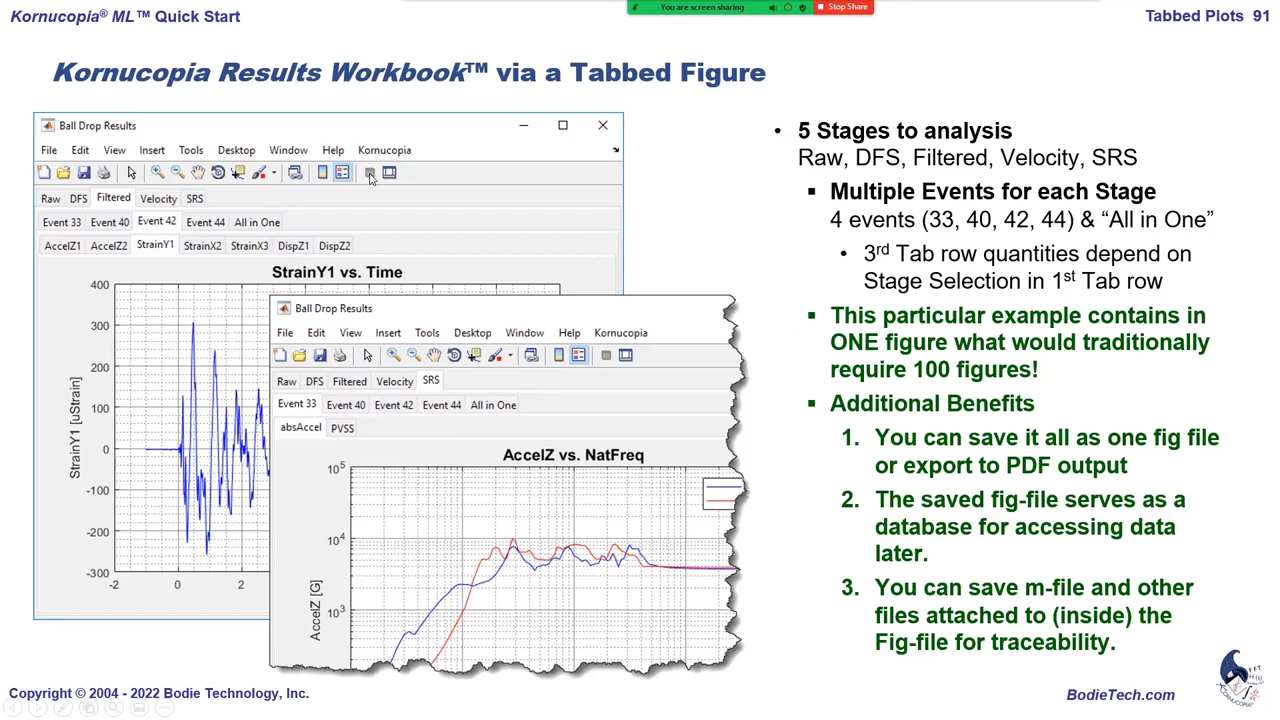 Kornucopia® ML™ Quick Start
You are screen sharing
Stop Share
Tabbed Plots 91
Kornucopia Results Workbook™ via a Tabbed Figure
Ball Drop Results
File Edit View Insert Tools Desktop Window Help Kornucopia
Raw DFS Filtered Velocity SRS
Event 33 Event 40 Event 42 Event 44 All in One
AccelZ1 AccelZ2 StrainY1 StrainX2 StrainX3 DispZ1 DispZ2
StrainY1 vs. Time
400
300
200
100
0
-100
-200
-300
StrainY1 [uStrain]
-2 0 2
Ball Drop Results
File Edit View Insert Tools Desktop Window Help Kornucopia
Raw DFS Filtered Velocity SRS
Event 33 Event 40 Event 42 Event 44 All in One
absAccel PVSS
AccelZ vs. NatFreq
10⁵
10⁴
10³
AccelZ [G]
• 5 Stages to analysis
Raw, DFS, Filtered, Velocity, SRS
▪ Multiple Events for each Stage
4 events (33, 40, 42, 44) & “All in One”
• 3rd Tab row quantities depend on
Stage Selection in 1st Tab row
▪ This particular example contains in
ONE figure what would traditionally
require 100 figures!
▪ Additional Benefits
1. You can save it all as one fig file
or export to PDF output
2. The saved fig-file serves as a
database for accessing data
later.
3. You can save m-file and other
files attached to (inside) the
Fig-file for traceability.
Copyright © 2004 - 2022 Bodie Technology, Inc.
BodieTech.com